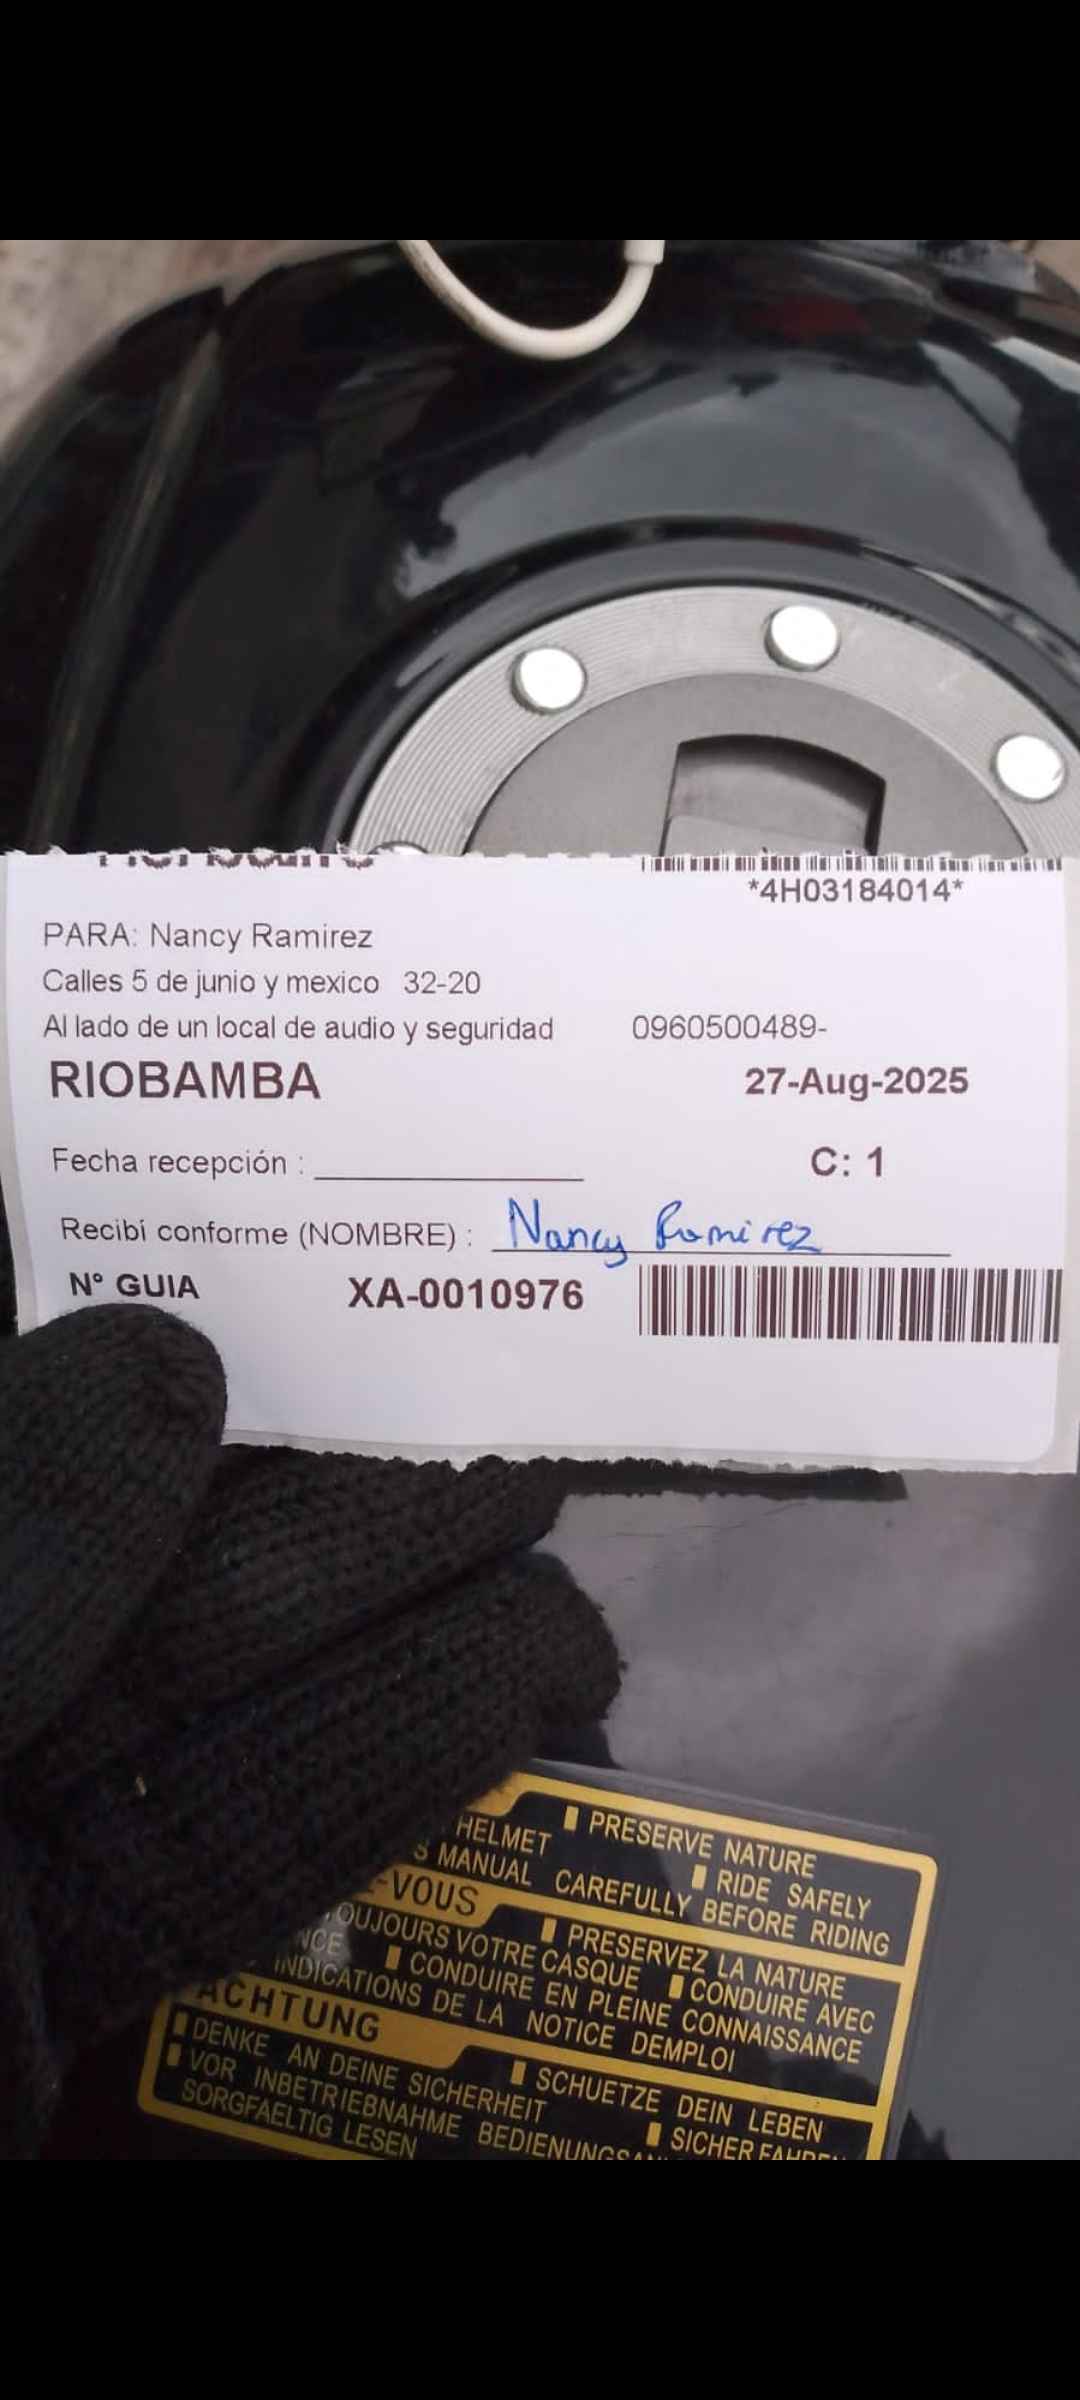 *4H03184014*
PARA: Nancy Ramirez
Calles 5 de junio y mexico 32-20
Al lado de un local de audio y seguridad 0960500489-
RIOBAMBA 27-Aug-2025
Fecha recepción : C: 1
Recibí conforme (NOMBRE) : Nancy Ramirez
N° GUIA XA-0010976
HELMET PRESERVE NATURE
RIDE SAFELY
MANUAL CAREFULLY BEFORE RIDING
-VOUS
TOUJOURS VOTRE CASQUE PRESERVEZ LA NATURE
CONDUIRE EN PLEINE CONNAISSANCE CONDUIRE AVEC
INDICATIONS DE LA NOTICE DEMPLOI
ACHTUNG
DENKE AN DEINE SICHERHEIT SCHUETZE DEIN LEBEN
VOR INBETRIEBNAHME SICHER
SORGFAELTIG LESEN